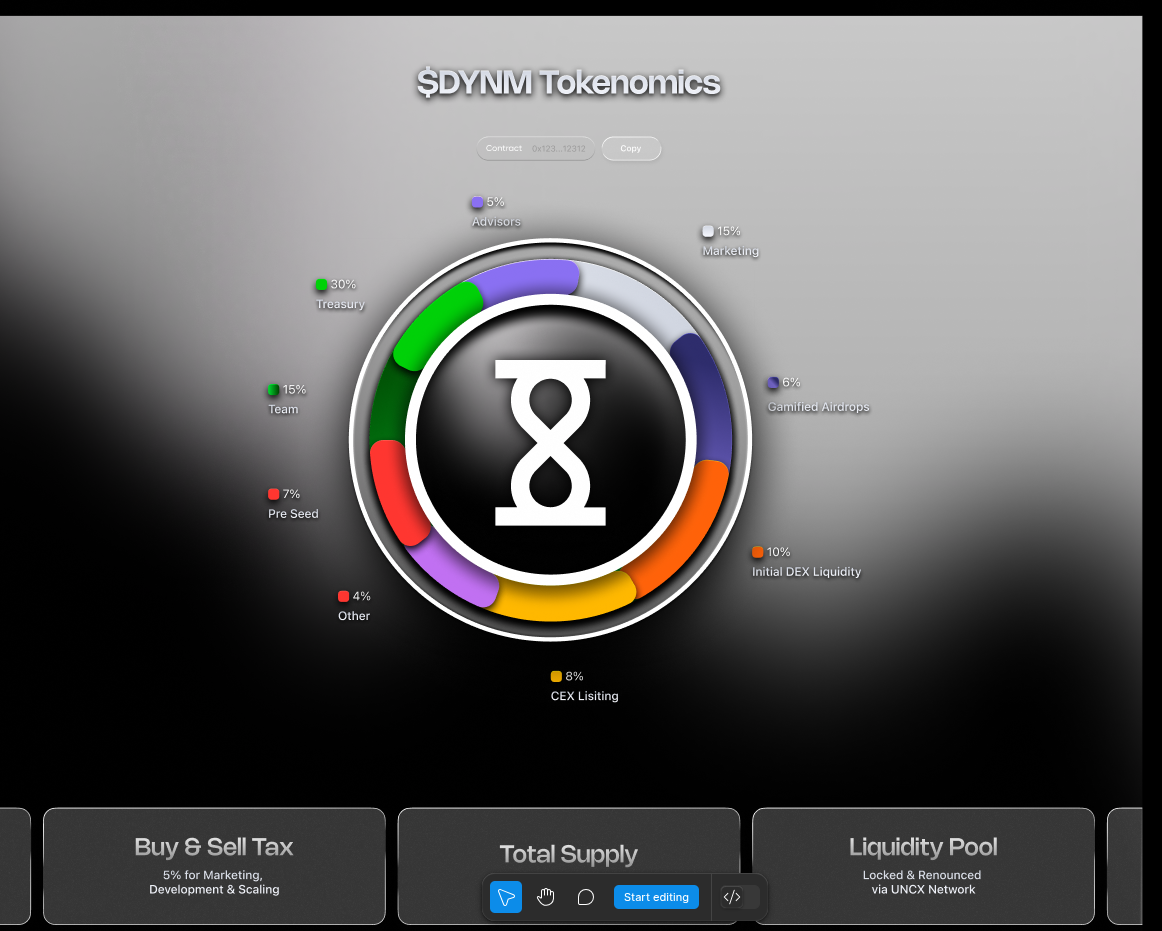 $DYNM Tokenomics
Contract 0x123...12312 Copy
5%
Advisors
15%
Marketing
30%
Treasury
6%
Gamified Airdrops
15%
Team
7%
Pre Seed
10%
Initial DEX Liquidity
4%
Other
8%
CEX Lisiting
Buy & Sell Tax
5% for Marketing,
Development & Scaling
Total Supply
Liquidity Pool
Locked & Renounced
via UNCX Network
Start editing